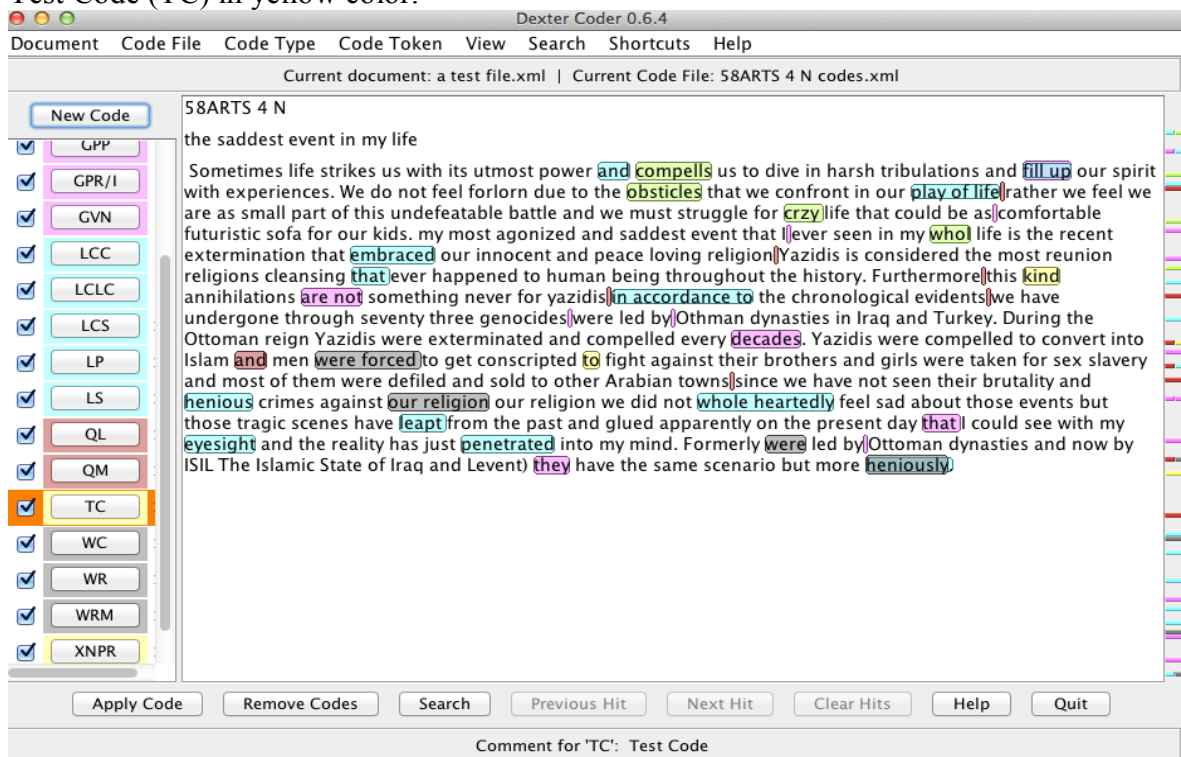 Test Code (TC) in yellow color.
Dexter Coder 0.6.4
Document Code File Code Type Code Token View Search Shortcuts Help
Current document: a test file.xml | Current Code File: 58ARTS 4 N codes.xml
New Code
GPP
GPR/I
GVN
LCC
LCLC
LCS
LP
LS
QL
QM
TC
WC
WR
WRM
XNPR
58ARTS 4 N
the saddest event in my life
Sometimes life strikes us with its utmost power and compells us to dive in harsh tribulations and fill up our spirit
with experiences. We do not feel forlorn due to the obsticles that we confront in our play of life rather we feel we
are as small part of this undefeatable battle and we must struggle for crzy life that could be as comfortable
futuristic sofa for our kids. my most agonized and saddest event that I ever seen in my whol life is the recent
extermination that embraced our innocent and peace loving religion Yazidis is considered the most reunion
religions cleansing that ever happened to human being throughout the history. Furthermore this kind
annihilations are not something never for yazidis in accordance to the chronological evidents we have
undergone through seventy three genocides were led by Othman dynasties in Iraq and Turkey. During the
Ottoman reign Yazidis were exterminated and compelled every decades. Yazidis were compelled to convert into
Islam and men were forced to get conscripted to fight against their brothers and girls were taken for sex slavery
and most of them were defiled and sold to other Arabian towns since we have not seen their brutality and
henious crimes against our religion our religion we did not whole heartedly feel sad about those events but
those tragic scenes have leapt from the past and glued apparently on the present day that I could see with my
eyesight and the reality has just penetrated into my mind. Formerly were led by Ottoman dynasties and now by
ISIL The Islamic State of Iraq and Levent) they have the same scenario but more heniously.
Apply Code Remove Codes Search Previous Hit Next Hit Clear Hits Help Quit
Comment for 'TC': Test Code